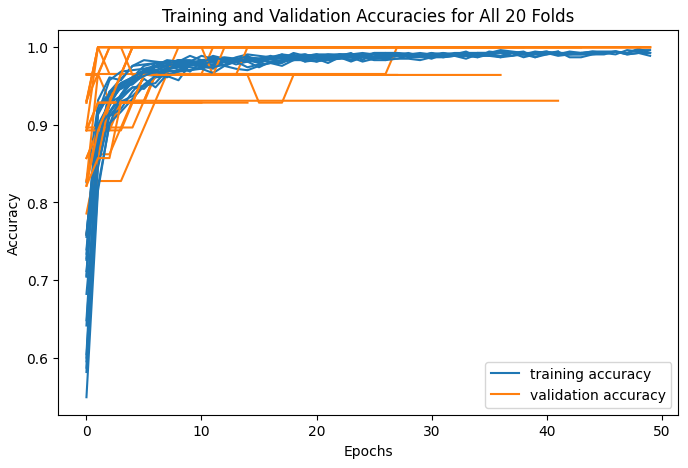 Training and Validation Accuracies for All 20 Folds
1.0
0.9
0.8
0.7
0.6
Accuracy
training accuracy
validation accuracy
0 10 20 30 40 50
Epochs